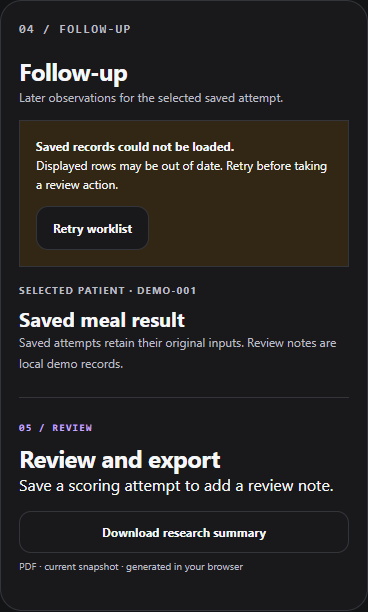 04 / FOLLOW-UP
Follow-up
Later observations for the selected saved attempt.
Saved records could not be loaded.
Displayed rows may be out of date. Retry before taking
a review action.
Retry worklist
SELECTED PATIENT · DEMO-001
Saved meal result
Saved attempts retain their original inputs. Review notes are
local demo records.
05 / REVIEW
Review and export
Save a scoring attempt to add a review note.
Download research summary
PDF · current snapshot · generated in your browser